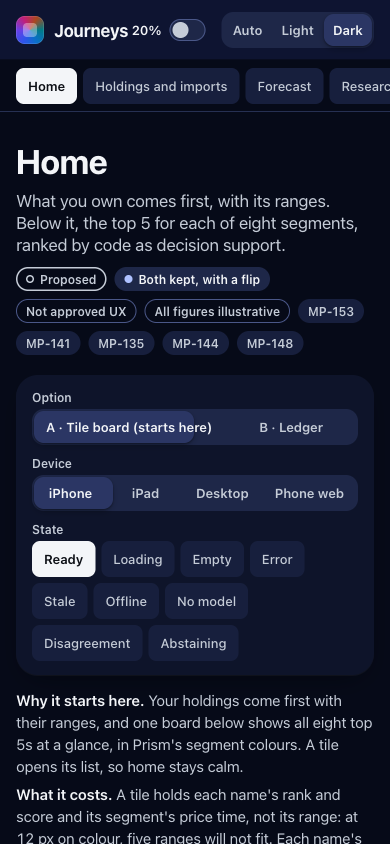 Journeys 20% Auto Light Dark
Home Holdings and imports Forecast Researc
Home
What you own comes first, with its ranges.
Below it, the top 5 for each of eight segments,
ranked by code as decision support.
Proposed Both kept, with a flip
Not approved UX All figures illustrative MP-153
MP-141 MP-135 MP-144 MP-148
Option
A · Tile board (starts here) B · Ledger
Device
iPhone iPad Desktop Phone web
State
Ready Loading Empty Error
Stale Offline No model
Disagreement Abstaining
Why it starts here. Your holdings come first with
their ranges, and one board below shows all eight top
5s at a glance, in Prism's segment colours. A tile
opens its list, so home stays calm.
What it costs. A tile holds each name's rank and
score and its segment's price time, not its range: at
12 px on colour, five ranges will not fit. Each name's